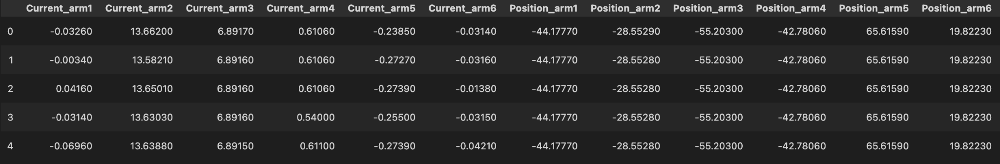 Current_arm1 Current_arm2 Current_arm3 Current_arm4 Current_arm5 Current_arm6 Position_arm1 Position_arm2 Position_arm3 Position_arm4 Position_arm5 Position_arm6
0 -0.03260 13.66200 6.89170 0.61060 -0.23850 -0.03140 -44.17770 -28.55290 -55.20300 -42.78060 65.61590 19.82230
1 -0.00340 13.58210 6.89160 0.61060 -0.27270 -0.03160 -44.17770 -28.55280 -55.20300 -42.78060 65.61590 19.82230
2 0.04160 13.65010 6.89160 0.61060 -0.27390 -0.01380 -44.17770 -28.55280 -55.20300 -42.78060 65.61590 19.82230
3 -0.03140 13.63030 6.89160 0.54000 -0.25500 -0.03150 -44.17770 -28.55280 -55.20300 -42.78060 65.61590 19.82230
4 -0.06960 13.63880 6.89150 0.61100 -0.27390 -0.04210 -44.17770 -28.55280 -55.20300 -42.78060 65.61590 19.82230